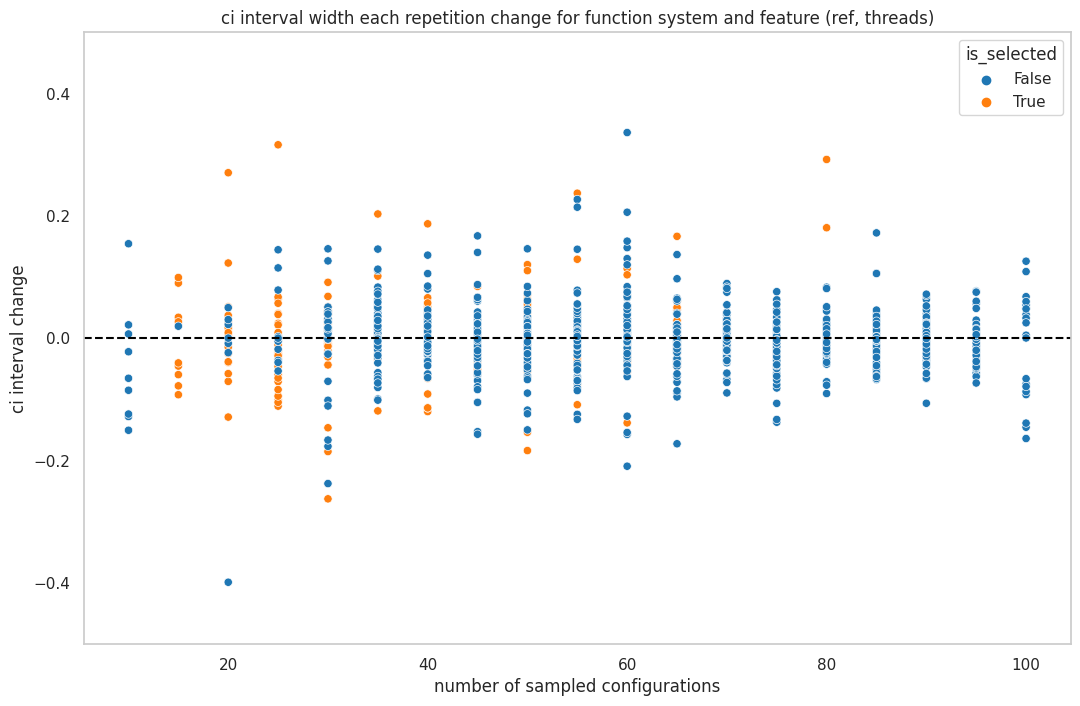 ci interval width each repetition change for function system and feature (ref, threads)
is_selected
False
True
0.4
0.2
0.0
−0.2
−0.4
ci interval change
20
40
60
80
100
number of sampled configurations